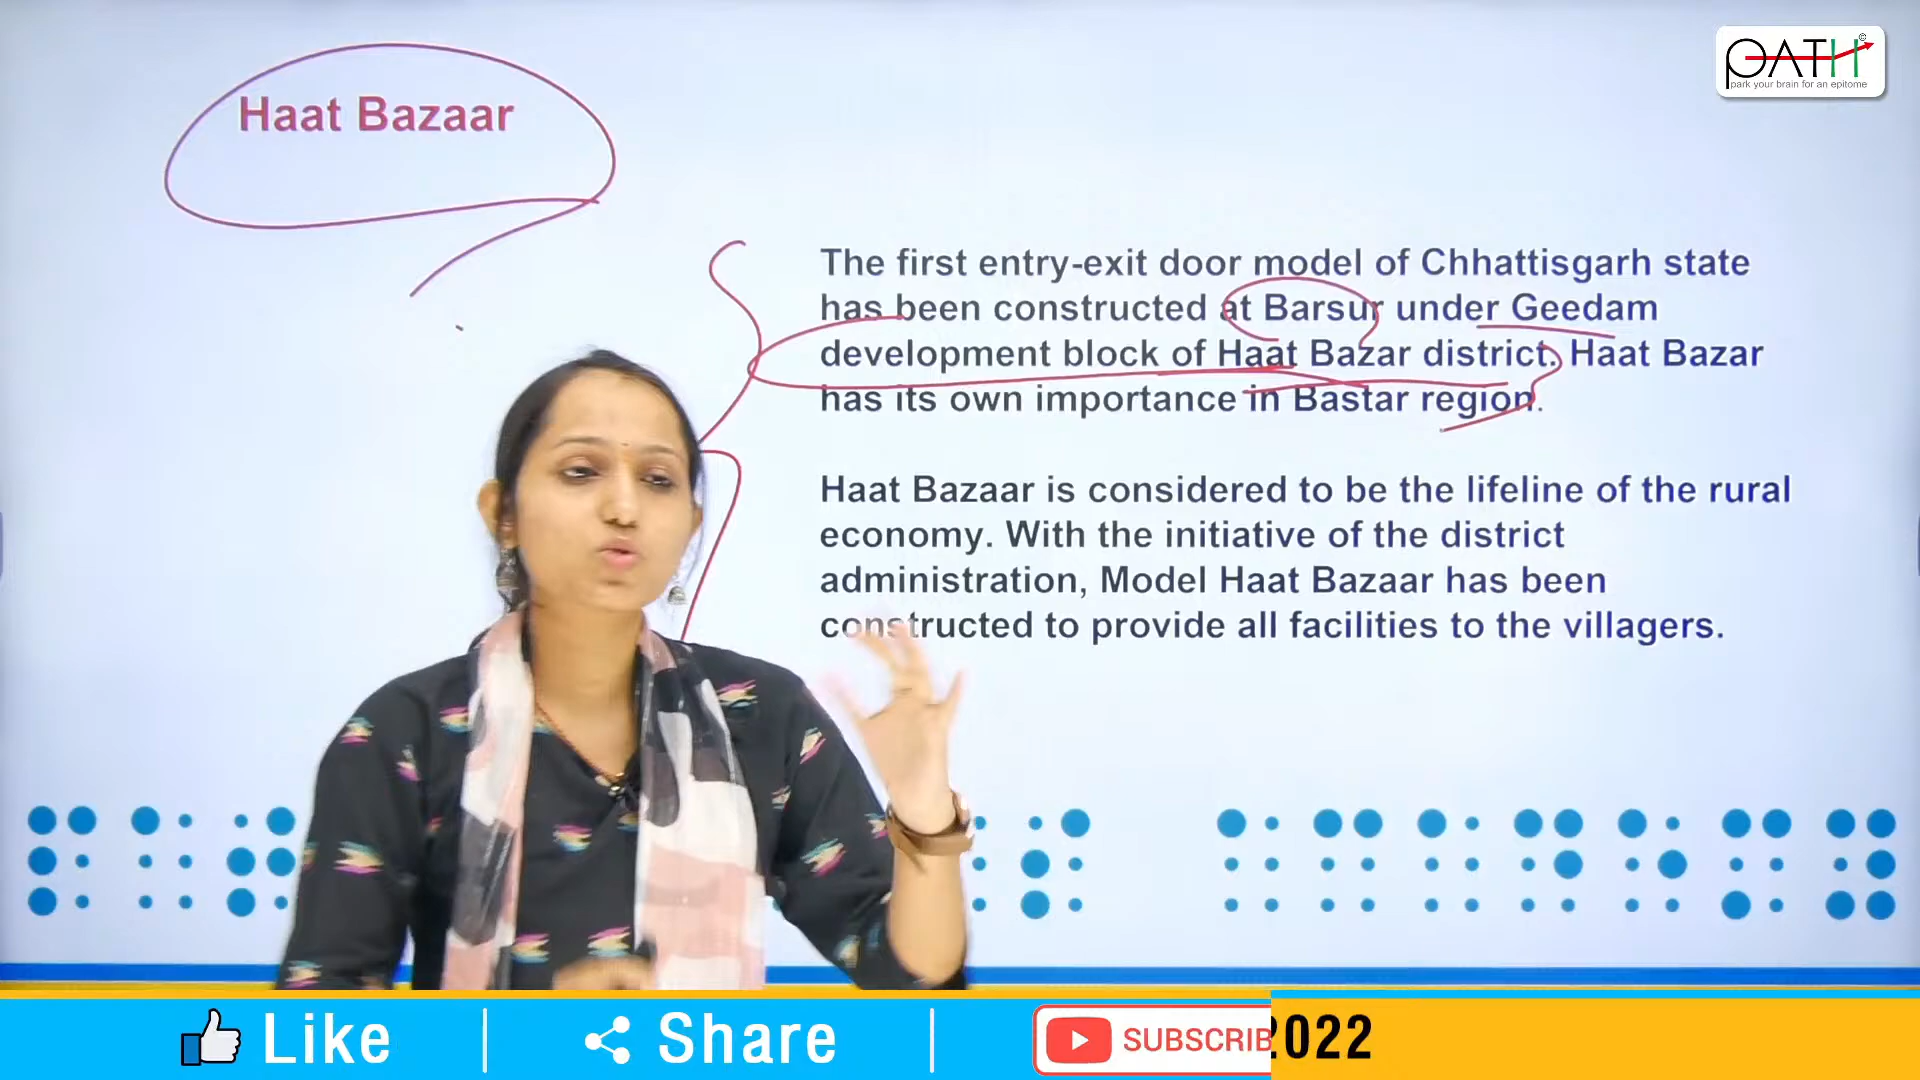 Haat Bazaar
PATH
©
park your brain for an epitome
The first entry-exit door model of Chhattisgarh state
has been constructed at Barsur under Geedam
development block of Haat Bazar district. Haat Bazar
has its own importance in Bastar region.
Haat Bazaar is considered to be the lifeline of the rural
economy. With the initiative of the district
administration, Model Haat Bazaar has been
constructed to provide all facilities to the villagers.
Like
Share
SUBSCRIB
2022